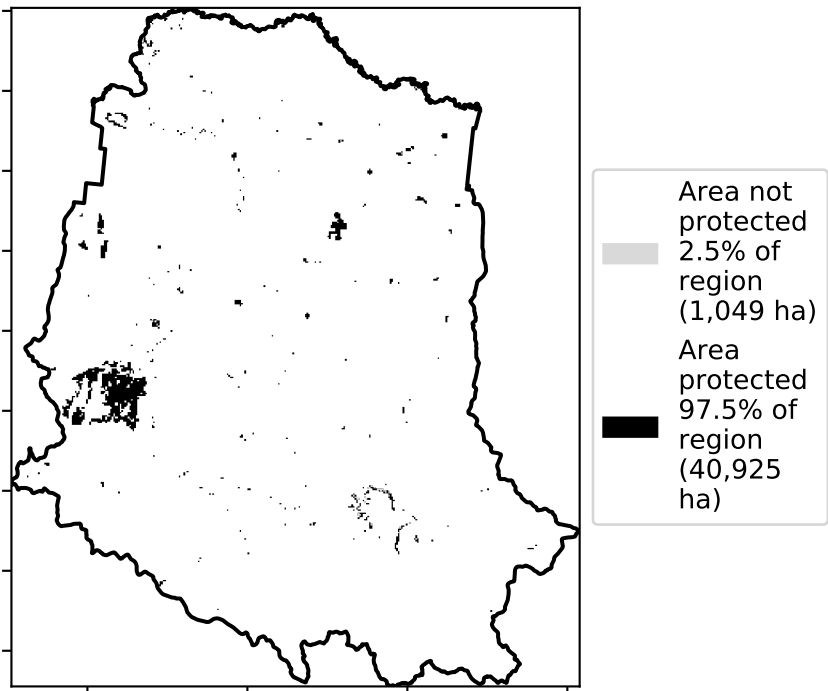 Area not
protected
2.5% of
region
(1,049 ha)
Area
protected
97.5% of
region
(40,925
ha)